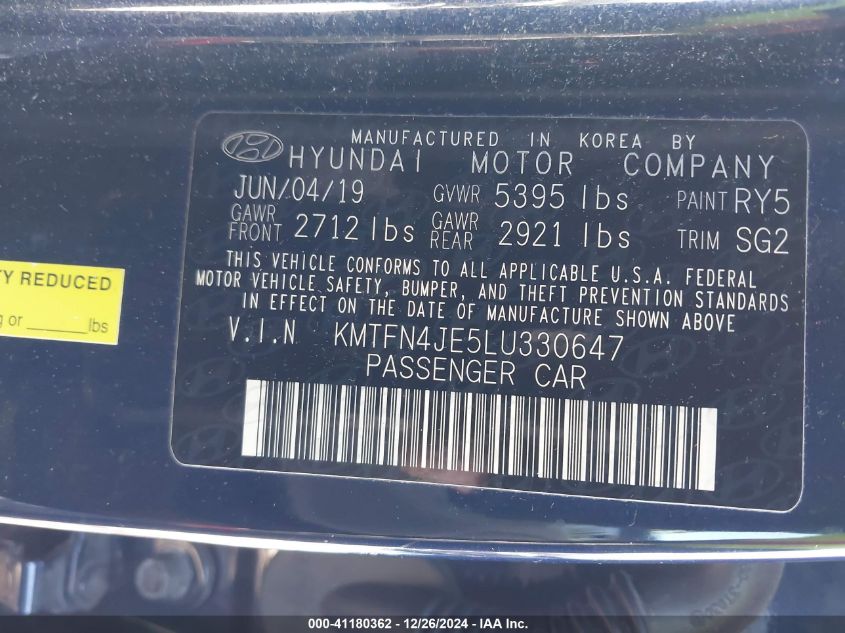 MANUFACTURED IN KOREA BY
HYUNDAI MOTOR COMPANY
JUN/04/19 GVWR 5395 lbs PAINT RY5
GAWR FRONT 2712 lbs GAWR REAR 2921 lbs TRIM SG2
THIS VEHICLE CONFORMS TO ALL APPLICABLE U.S.A. FEDERAL
MOTOR VEHICLE SAFETY, BUMPER, AND THEFT PREVENTION STANDARDS
IN EFFECT ON THE DATE OF MANUFACTURE SHOWN ABOVE
V.I.N KMTFN4JE5LU330647
PASSENGER CAR
TY REDUCED
g or ______ lbs
000-41180362 • 12/26/2024 - IAA Inc.